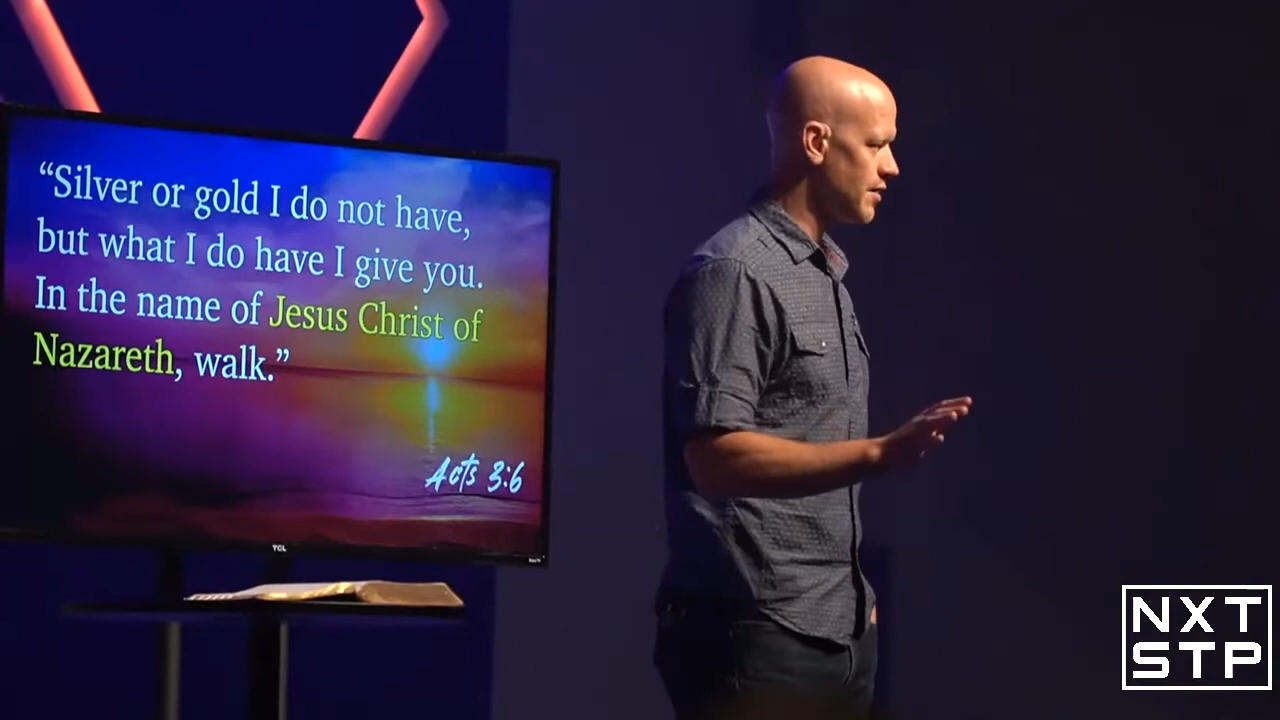 “Silver or gold I do not have,
but what I do have I give you.
In the name of Jesus Christ of
Nazareth, walk.”
Acts 3:6
TCL
NXT
STP